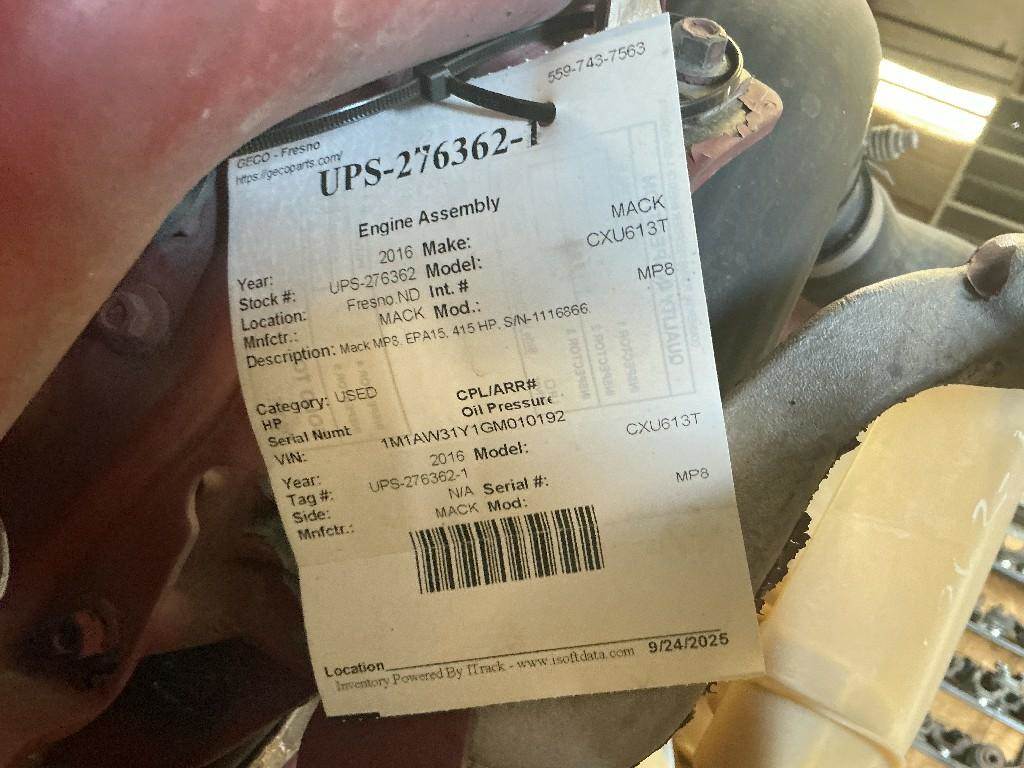 559-743-7563
GECO - Fresno
https://gecoparts.com/
UPS-276362-1
Engine Assembly
Year: 2016 Make: MACK
Stock #: UPS-276362 Model: CXU613T
Location: Fresno.ND Int. #
Mnfctr.: MACK Mod.: MP8
Description: Mack MP8, EPA15, 415 HP, S/N-1116866
Category: USED
HP CPL/ARR#
Serial Numt Oil Pressure
VIN: 1M1AW31Y1GM010192
Year: 2016 Model: CXU613T
Tag #: UPS-276362-1
Side: N/A Serial #:
Mnfctr.: MACK Mod: MP8
Location
9/24/2025
Inventory Powered By ITrack - www.isoftdata.com